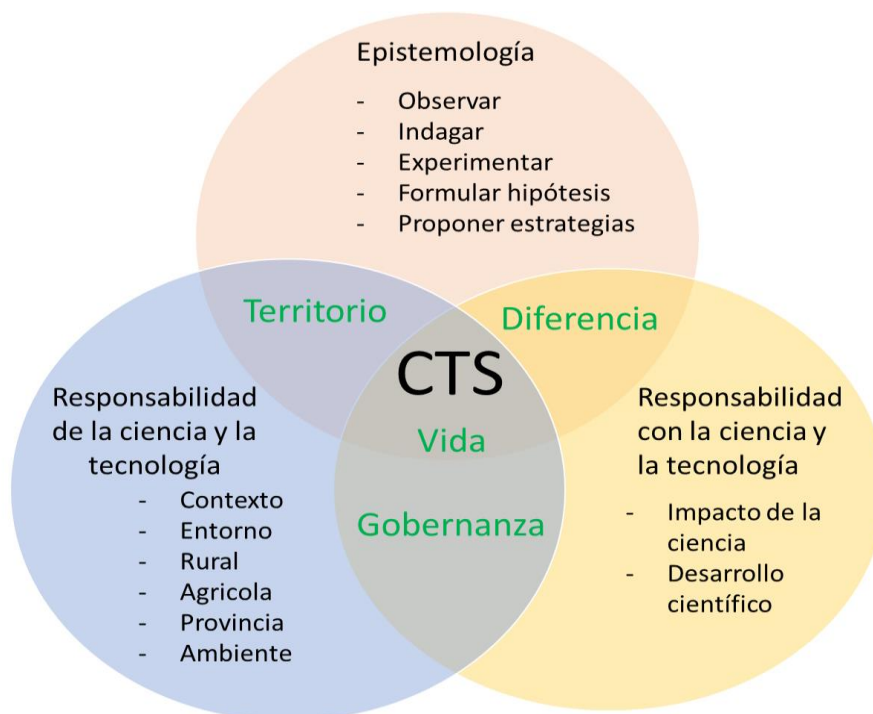 Epistemología
- Observar
- Indagar
- Experimentar
- Formular hipótesis
- Proponer estrategias
Territorio
Diferencia
CTS
Vida
Gobernanza
Responsabilidad
de la ciencia y la
tecnología
- Contexto
- Entorno
- Rural
- Agricola
- Provincia
- Ambiente
Responsabilidad
con la ciencia y
la tecnología
- Impacto de la
ciencia
- Desarrollo
científico